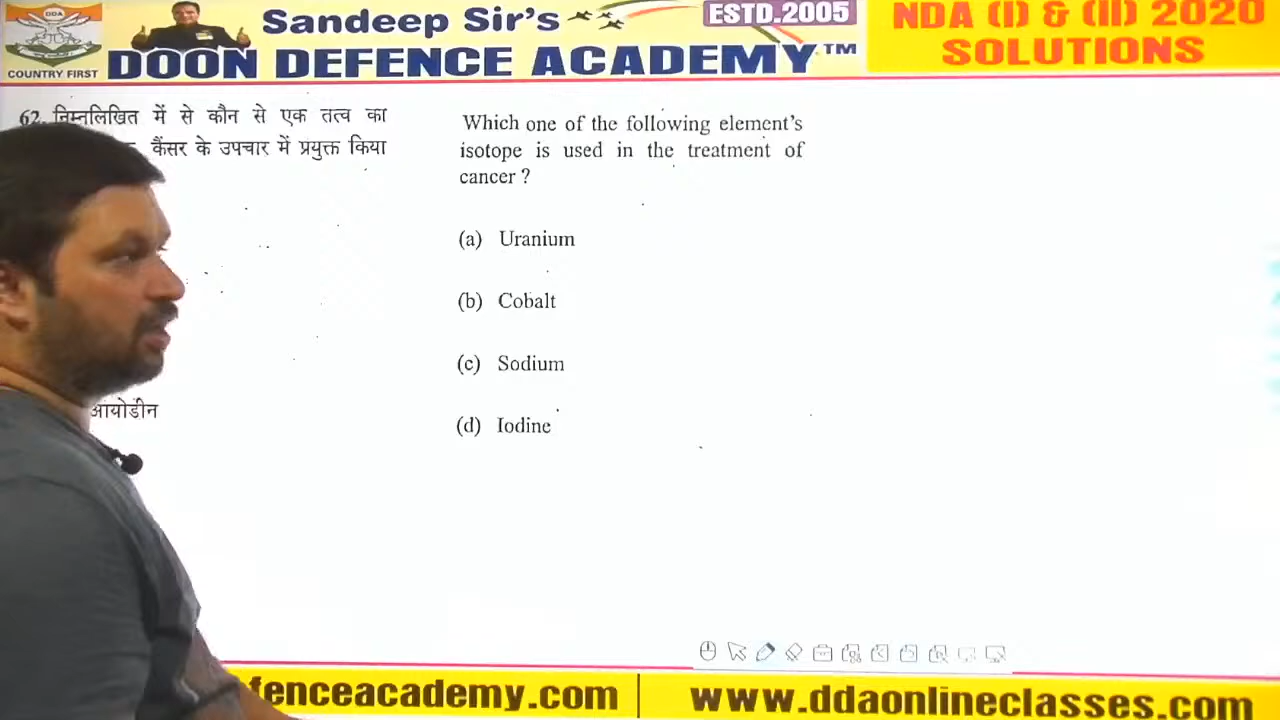 DDA
COUNTRY FIRST
Sandeep Sir's
DOON DEFENCE ACADEMY™
ESTD.2005
NDA (I) & (II) 2020
SOLUTIONS
62. निम्नलिखित में से कौन से एक तत्व का
कैंसर के उपचार में प्रयुक्त किया
आयोडीन
Which one of the following element's
isotope is used in the treatment of
cancer ?
(a) Uranium
(b) Cobalt
(c) Sodium
(d) Iodine
fenceacademy.com
www.ddaonlineclasses.com